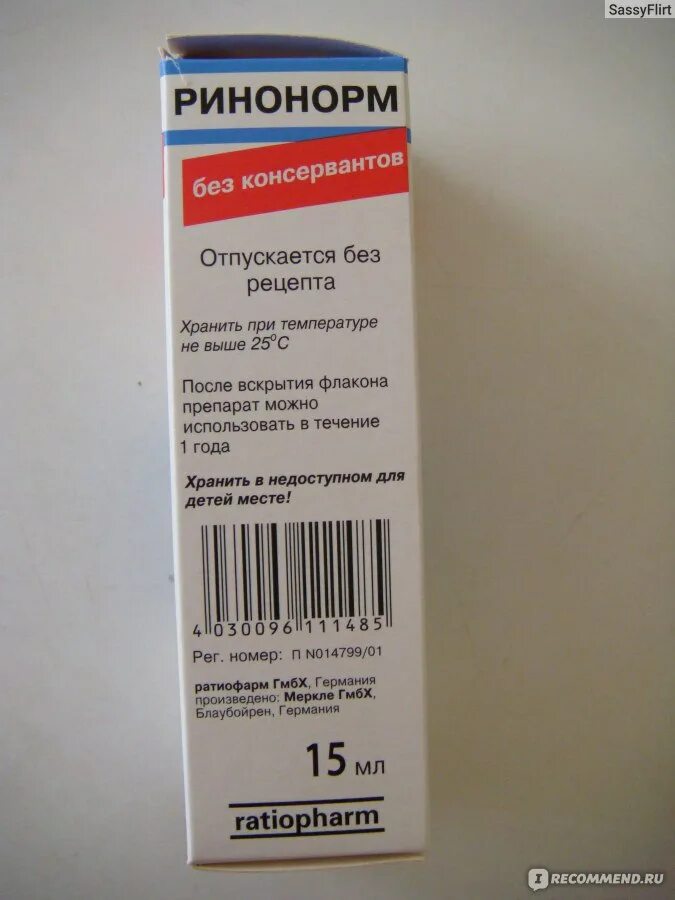 SassyFlirt
РИНОНОРМ
без консервантов
Отпускается без
рецепта
Хранить при температуре
не выше 25°С
После вскрытия флакона
препарат можно
использовать в течение
1 года
Хранить в недоступном для
детей месте!
4 030096 111485
Рег. номер: П N014799/01
ратиофарм ГмбХ, Германия
произведено: Меркле ГмбХ,
Блаубойрен, Германия
15 мл
ratiopharm
IRECOMMEND.RU